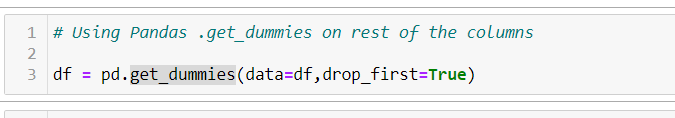 1 # Using Pandas .get_dummies on rest of the columns
2
3 df = pd.get_dummies(data=df,drop_first=True)